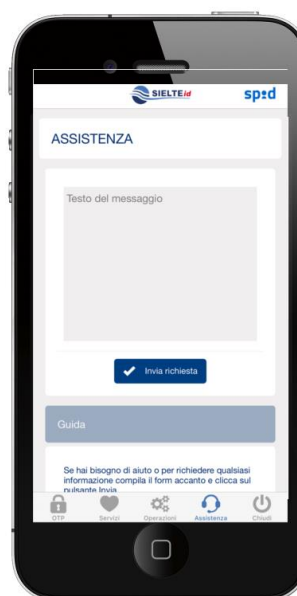 SIELTEid
spid
ASSISTENZA
Testo del messaggio
Invia richiesta
Guida
Se hai bisogno di aiuto o per richiedere qualsiasi
informazione compila il form accanto e clicca sul
pulsante Invia
OTP Servizi Operazioni Assistenza Chiudi